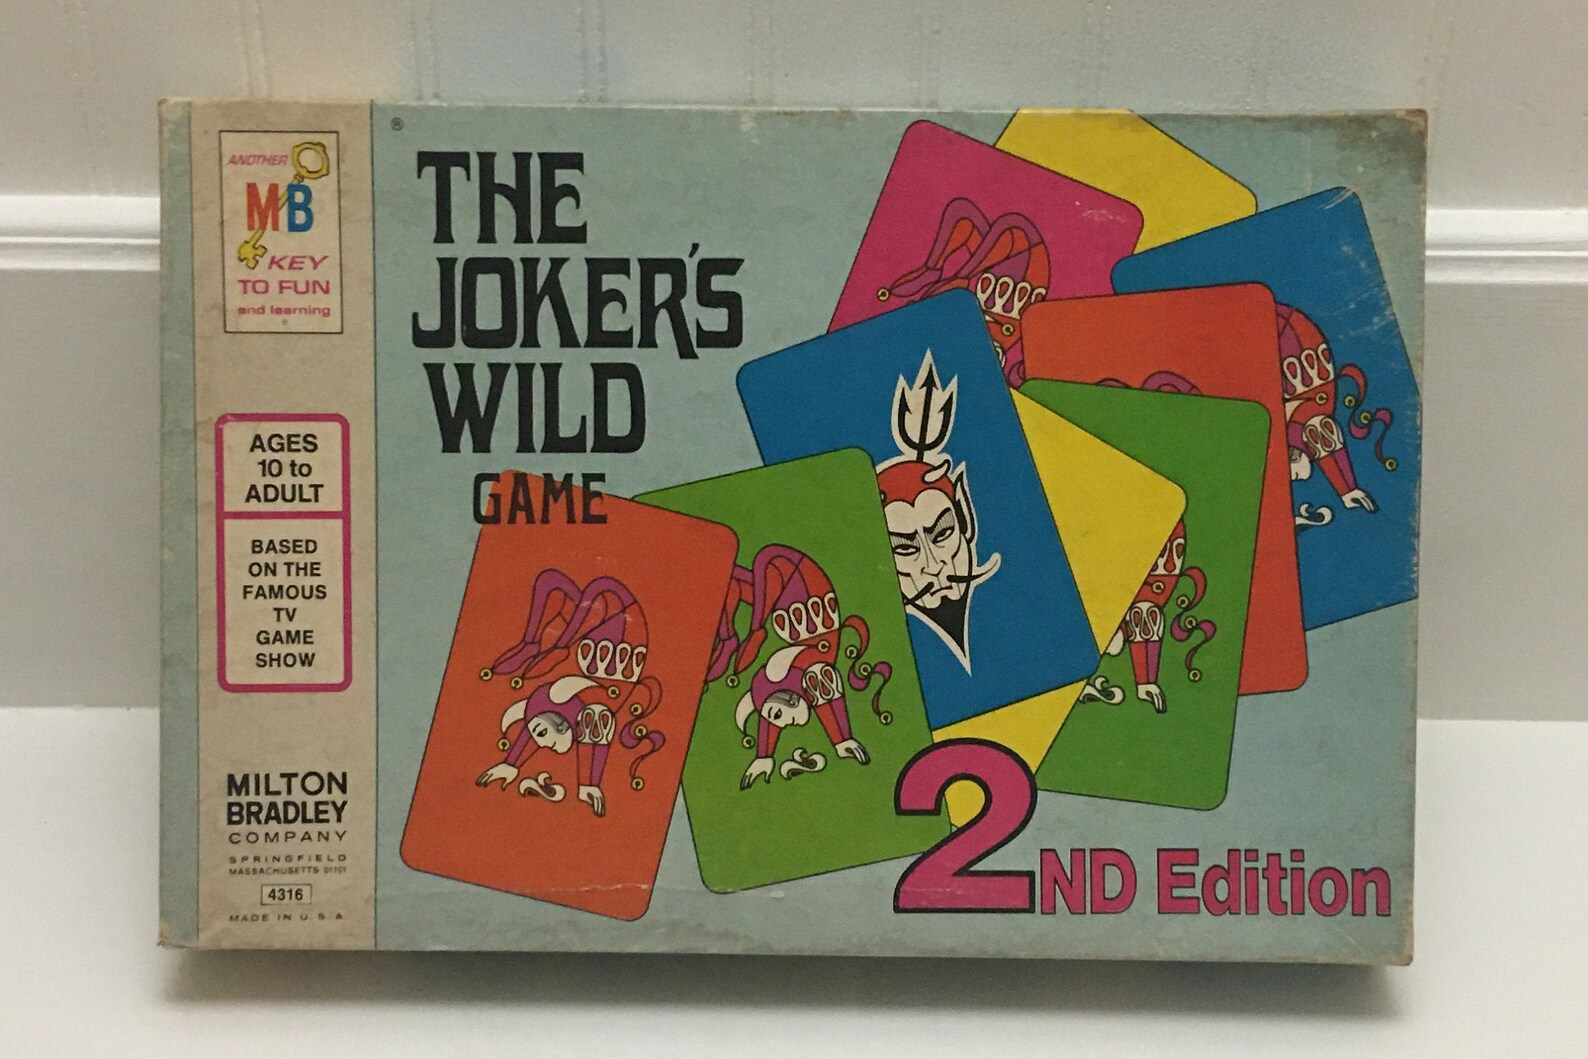 ANOTHER
MB
KEY
TO FUN
and learning
®
AGES
10 to
ADULT
BASED
ON THE
FAMOUS
TV
GAME
SHOW
MILTON
BRADLEY
COMPANY
SPRINGFIELD
MASSACHUSETTS 01101
4316
MADE IN U.S.A
®
THE
JOKER'S
WILD
GAME
2ND Edition